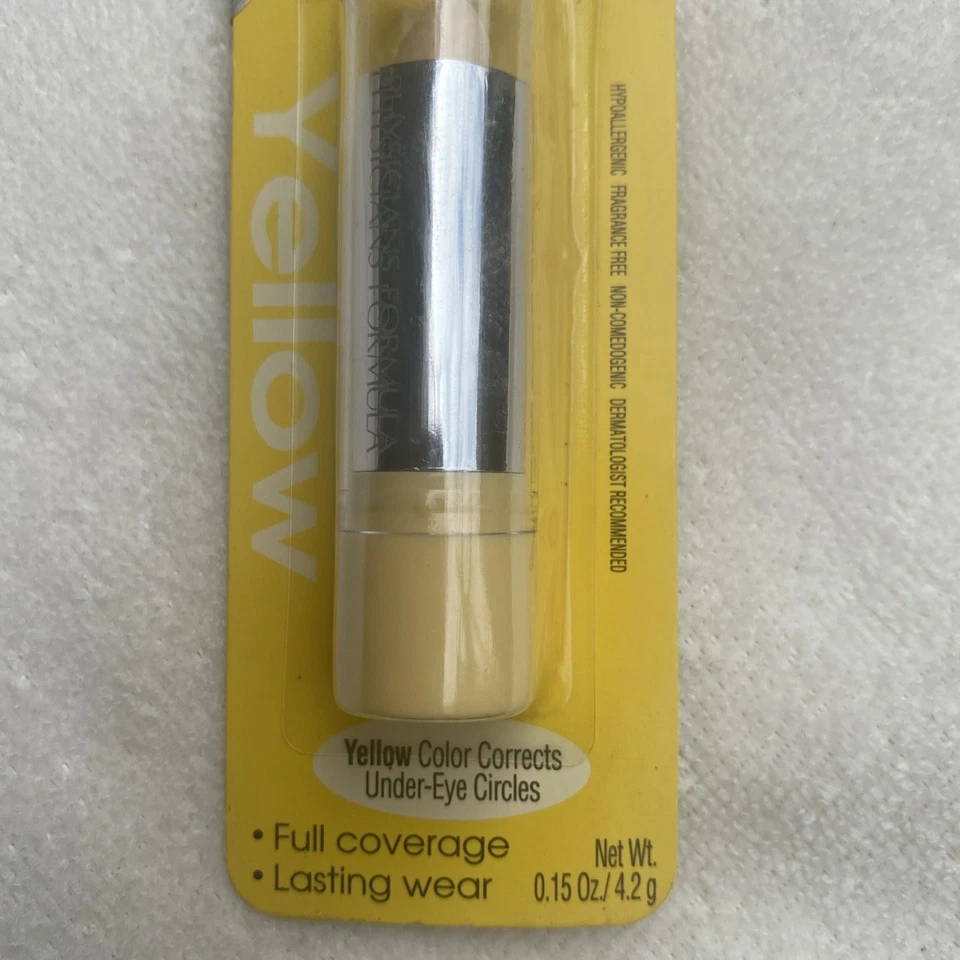 Yellow
PHYSICIANS FORMULA
HYPOALLERGENIC FRAGRANCE FREE NON-COMEDOGENIC DERMATOLOGIST RECOMMENDED
Yellow Color Corrects
Under-Eye Circles
• Full coverage
• Lasting wear
Net Wt.
0.15 Oz./ 4.2 g